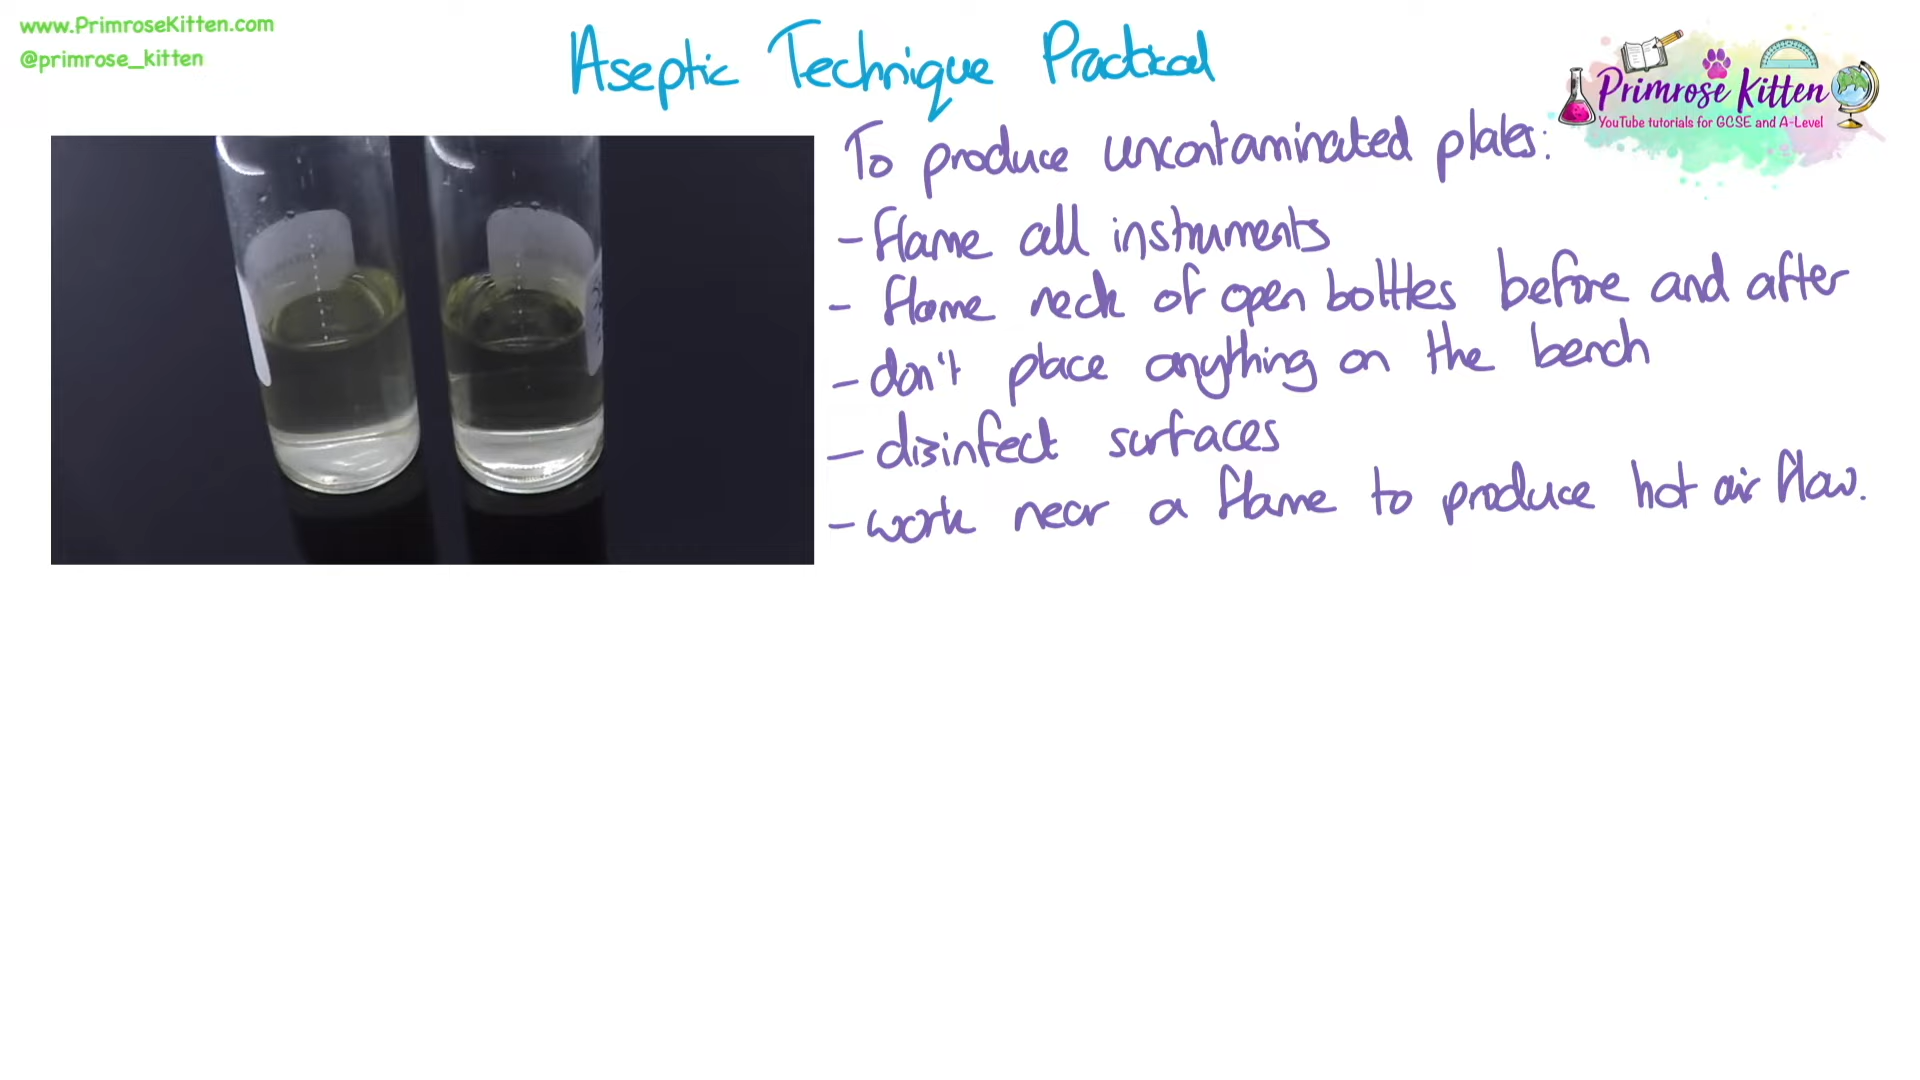 www.PrimroseKitten.com
@primrose_kitten
Aseptic Technique Practical
Primrose Kitten
YouTube tutorials for GCSE and A-Level
To produce uncontaminated plates:
- flame all instruments
- flame neck of open bottles before and after
- don't place anything on the bench
- disinfect surfaces
- work near a flame to produce hot air flow.